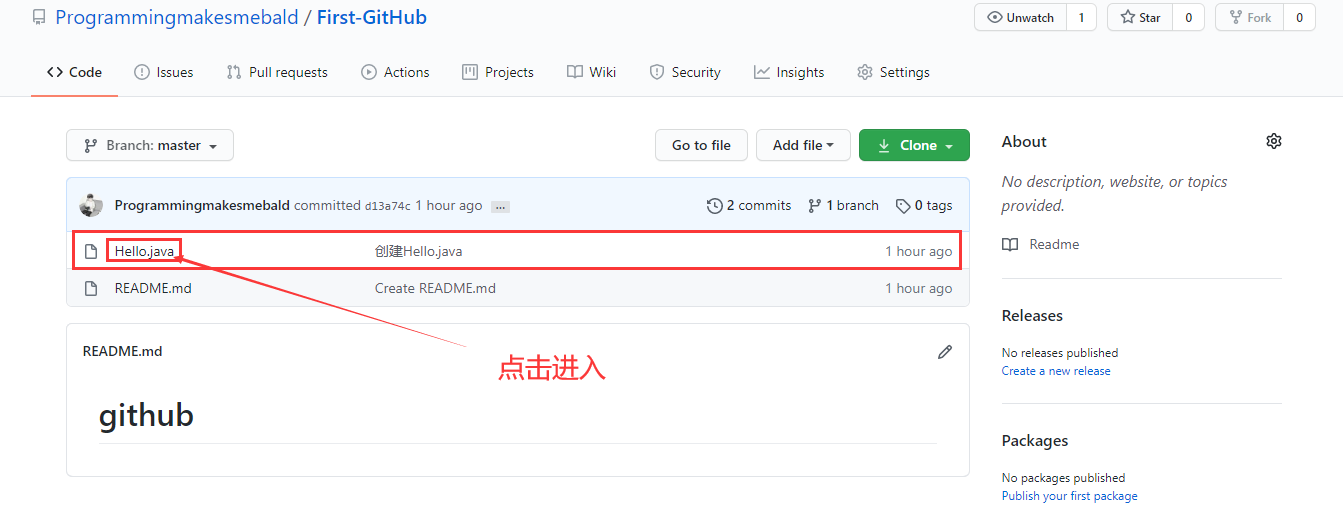 Programmingmakesmebald / First-GitHub
Unwatch 1 Star 0 Fork 0
Code Issues Pull requests Actions Projects Wiki Security Insights Settings
Branch: master Go to file Add file Clone
Programmingmakesmebald committed d13a74c 1 hour ago ... 2 commits 1 branch 0 tags
Hello.java 创建Hello.java 1 hour ago
README.md Create README.md 1 hour ago
README.md
点击进入
github
About
No description, website, or topics
provided.
Readme
Releases
No releases published
Create a new release
Packages
No packages published
Publish your first package